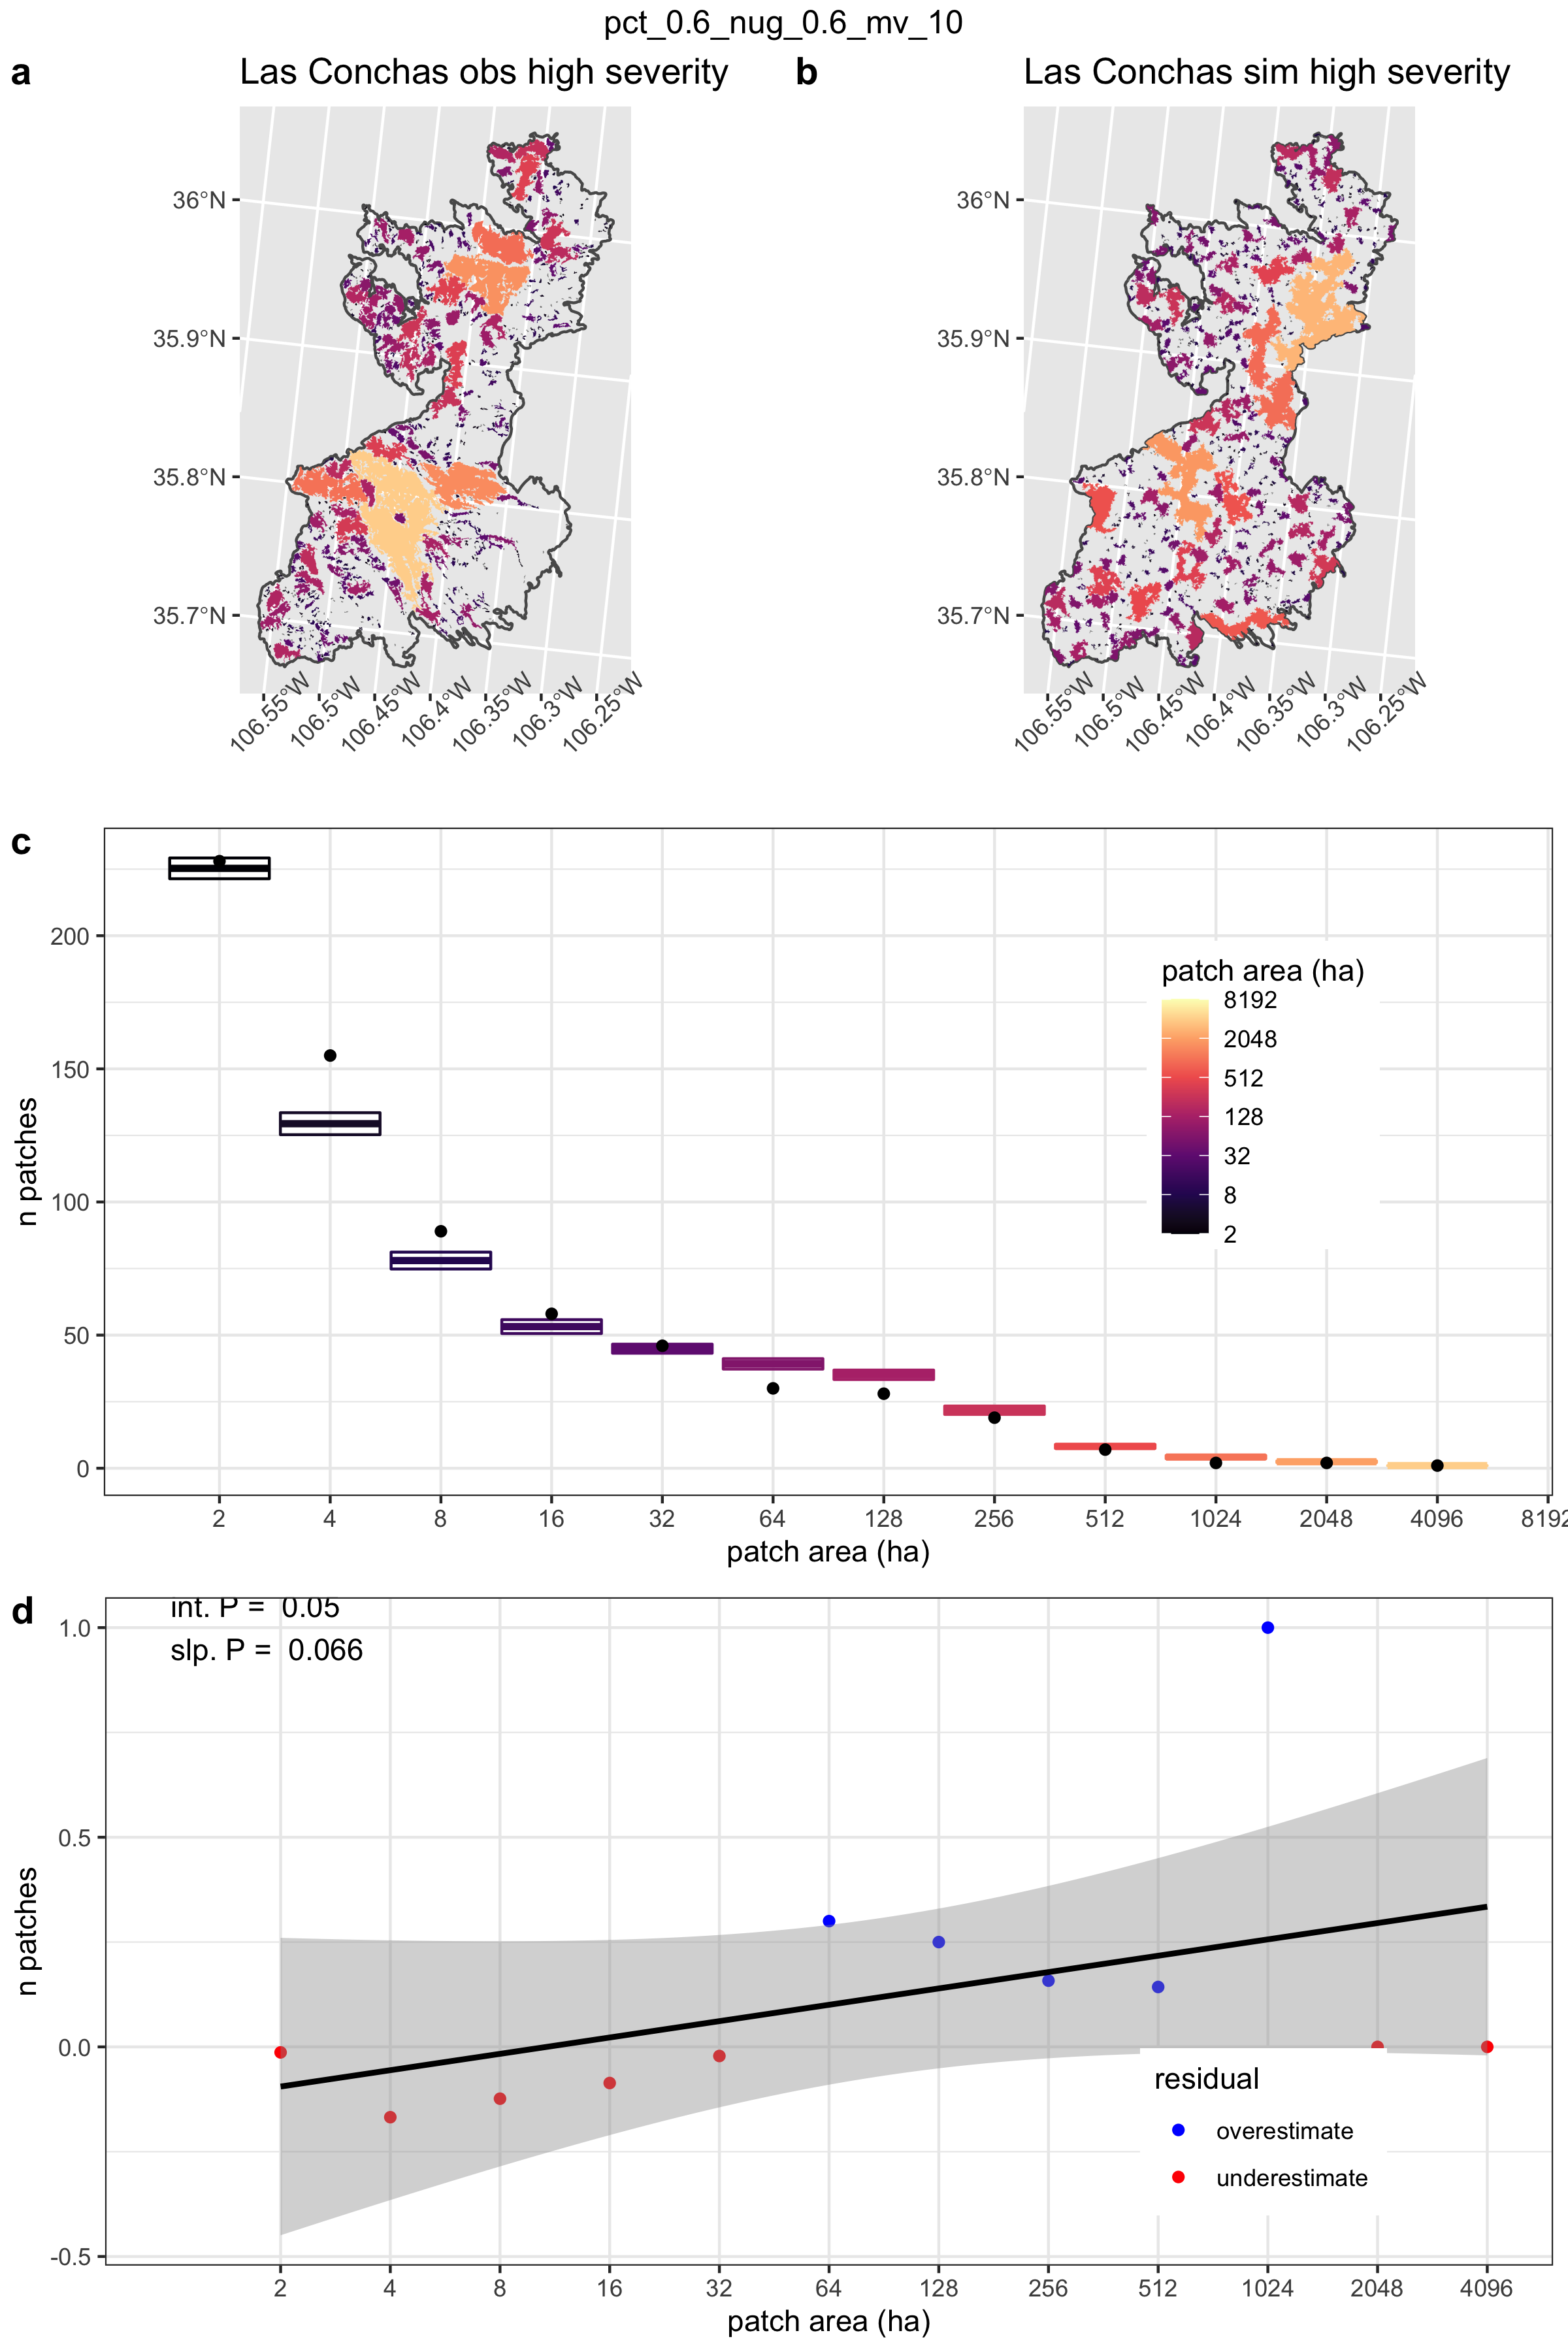 pct_0.6_nug_0.6_mv_10
a
Las Conchas obs high severity
36°N
35.9°N
35.8°N
35.7°N
106.55°W
106.5°W
106.45°W
106.4°W
106.35°W
106.3°W
106.25°W
b
Las Conchas sim high severity
36°N
35.9°N
35.8°N
35.7°N
106.55°W
106.5°W
106.45°W
106.4°W
106.35°W
106.3°W
106.25°W
c
n patches
200
150
100
50
0
patch area (ha)
8192
2048
512
128
32
8
2
2 4 8 16 32 64 128 256 512 1024 2048 4096 8192
patch area (ha)
d
int. P = 0.05
slp. P = 0.066
n patches
1.0
0.5
0.0
-0.5
residual
overestimate
underestimate
2 4 8 16 32 64 128 256 512 1024 2048 4096
patch area (ha)